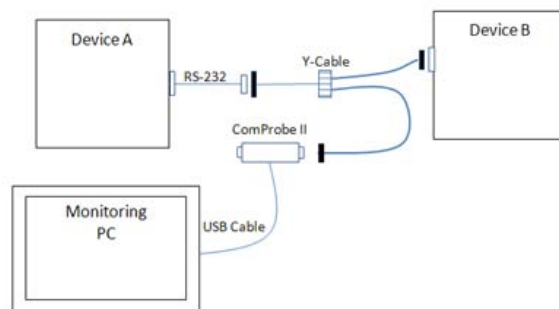 Device A
Device B
Y-Cable
RS-232
ComProbe II
Monitoring
PC
USB Cable